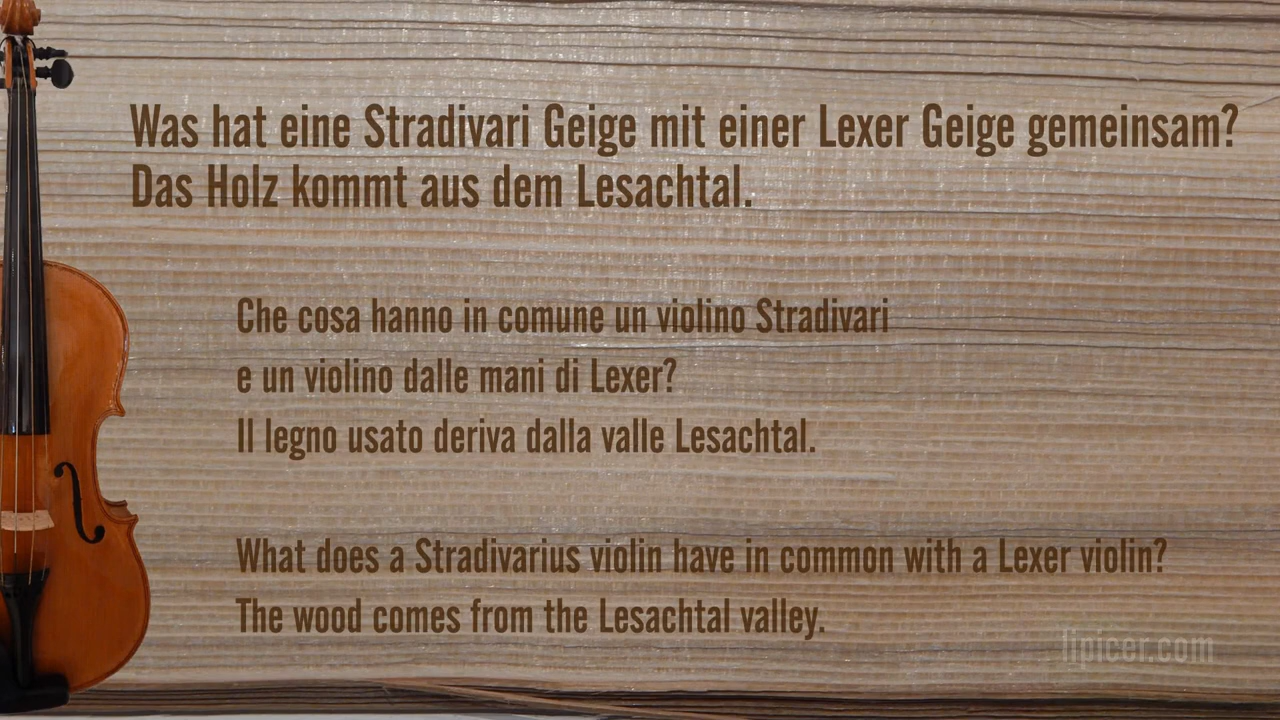 Was hat eine Stradivari Geige mit einer Lexer Geige gemeinsam?
Das Holz kommt aus dem Lesachtal.
Che cosa hanno in comune un violino Stradivari
e un violino dalle mani di Lexer?
Il legno usato deriva dalla valle Lesachtal.
What does a Stradivarius violin have in common with a Lexer violin?
The wood comes from the Lesachtal valley.